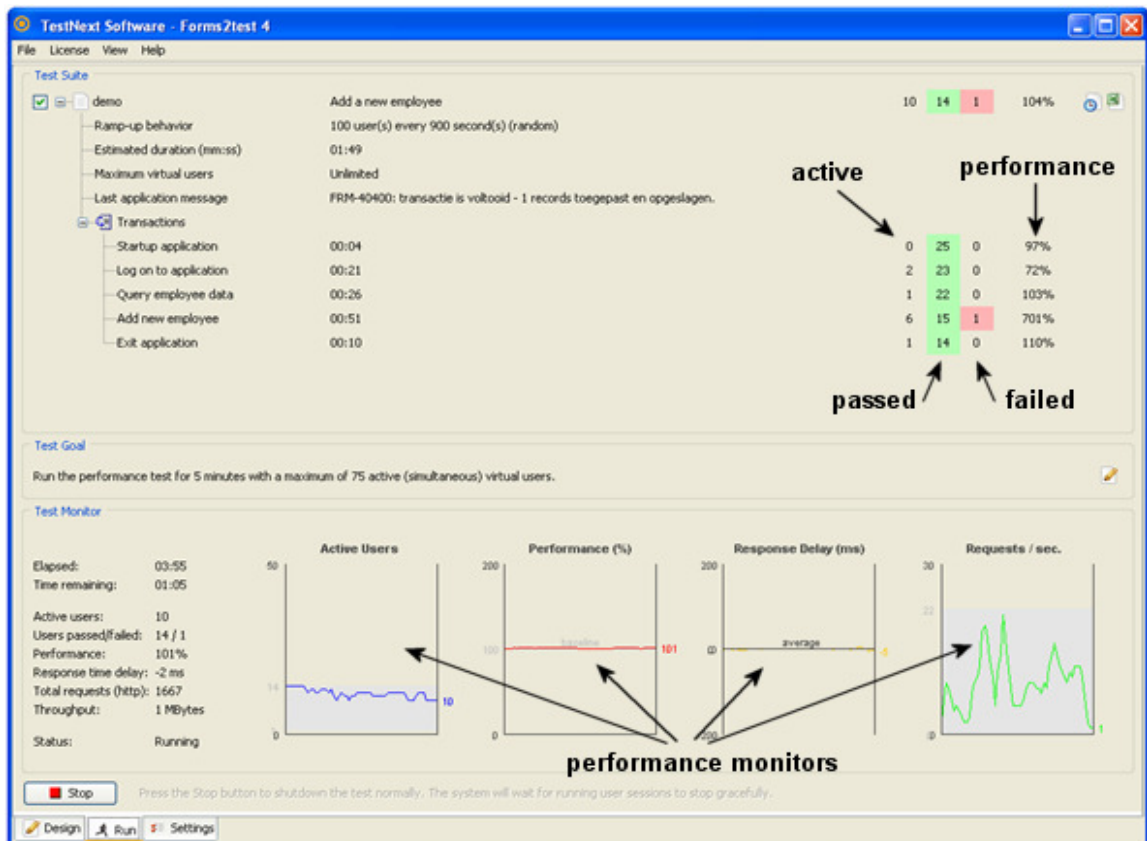 TestNext Software - Forms2test 4
File License View Help
Test Suite
demo Add a new employee 10 14 1 104%
Ramp-up behavior 100 user(s) every 900 second(s) (random)
Estimated duration (mm:ss) 01:49
Maximum virtual users Unlimited
active performance
Last application message FRM-40400: transactie is voltooid - 1 records toegepast en opgeslagen.
Transactions
Startup application 00:04 0 25 0 97%
Log on to application 00:21 2 23 0 72%
Query employee data 00:26 1 22 0 103%
Add new employee 00:51 6 15 1 701%
Exit application 00:10 1 14 0 110%
passed failed
Test Goal
Run the performance test for 5 minutes with a maximum of 75 active (simultaneous) virtual users.
Test Monitor
Active Users Performance (%) Response Delay (ms) Requests / sec.
Elapsed: 03:55
Time remaining: 01:05
Active users: 10
Users passed/failed: 14 / 1
Performance: 101%
Response time delay: -2 ms
Total requests (http): 1667
Throughput: 1 MBytes
Status: Running
50
14
0
10
200
100
baseline
101
0
200
average
30
22
0
1
performance monitors
Stop Press the Stop button to shutdown the test normally. The system will wait for running user sessions to stop gracefully.
Design Run Settings